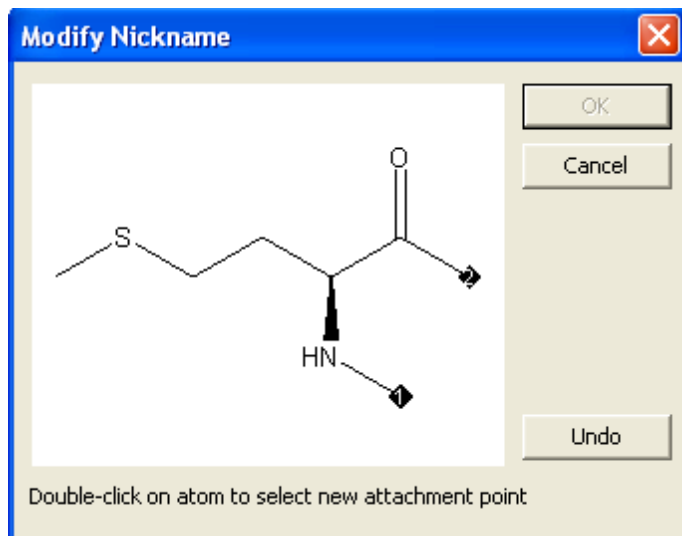 Modify Nickname
OK
Cancel
O
S
2
HN
1
Undo
Double-click on atom to select new attachment point